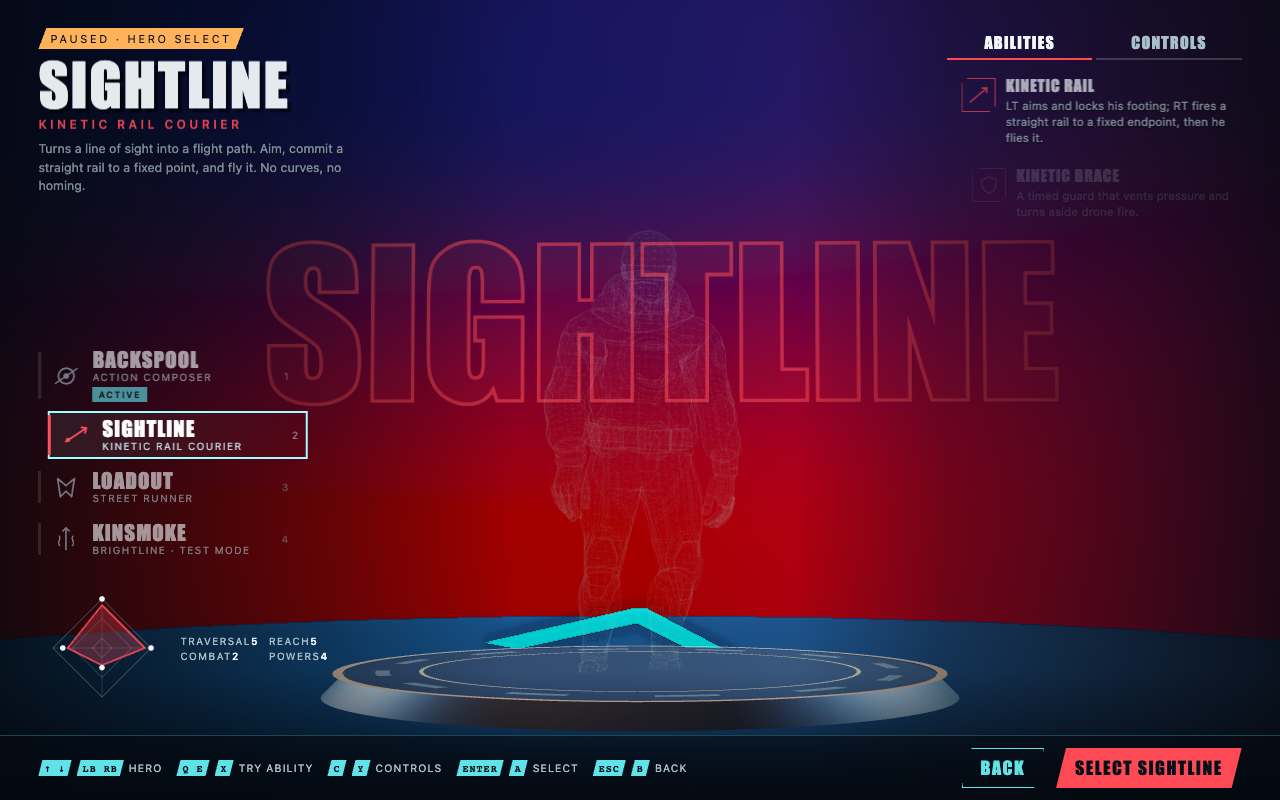 PAUSED · HERO SELECT
SIGHTLINE
KINETIC RAIL COURIER
Turns a line of sight into a flight path. Aim, commit a
straight rail to a fixed point, and fly it. No curves, no
homing.
ABILITIES CONTROLS
KINETIC RAIL
LT aims and locks his footing; RT fires a
straight rail to a fixed endpoint, then he
flies it.
KINETIC BRACE
A timed guard that vents pressure and
turns aside drone fire.
SIGHTLINE
BACKSPOOL
ACTION COMPOSER 1
ACTIVE
SIGHTLINE
KINETIC RAIL COURIER 2
LOADOUT
STREET RUNNER 3
KINSMOKE
BRIGHTLINE · TEST MODE 4
TRAVERSAL5 REACH5
COMBAT2 POWERS4
↑ ↓ LB RB HERO Q E X TRY ABILITY C Y CONTROLS ENTER A SELECT ESC B BACK
BACK SELECT SIGHTLINE